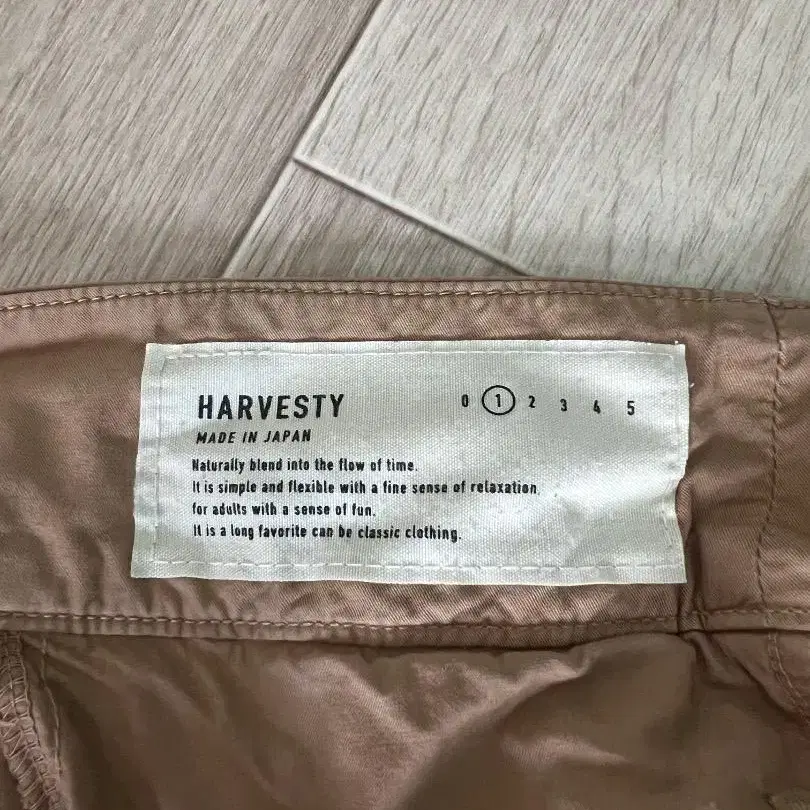 HARVESTY 0 1 2 3 4 5
MADE IN JAPAN
Naturally blend into the flow of time.
It is simple and flexible with a fine sense of relaxation,
for adults with a sense of fun.
It is a long favorite can be classic clothing.